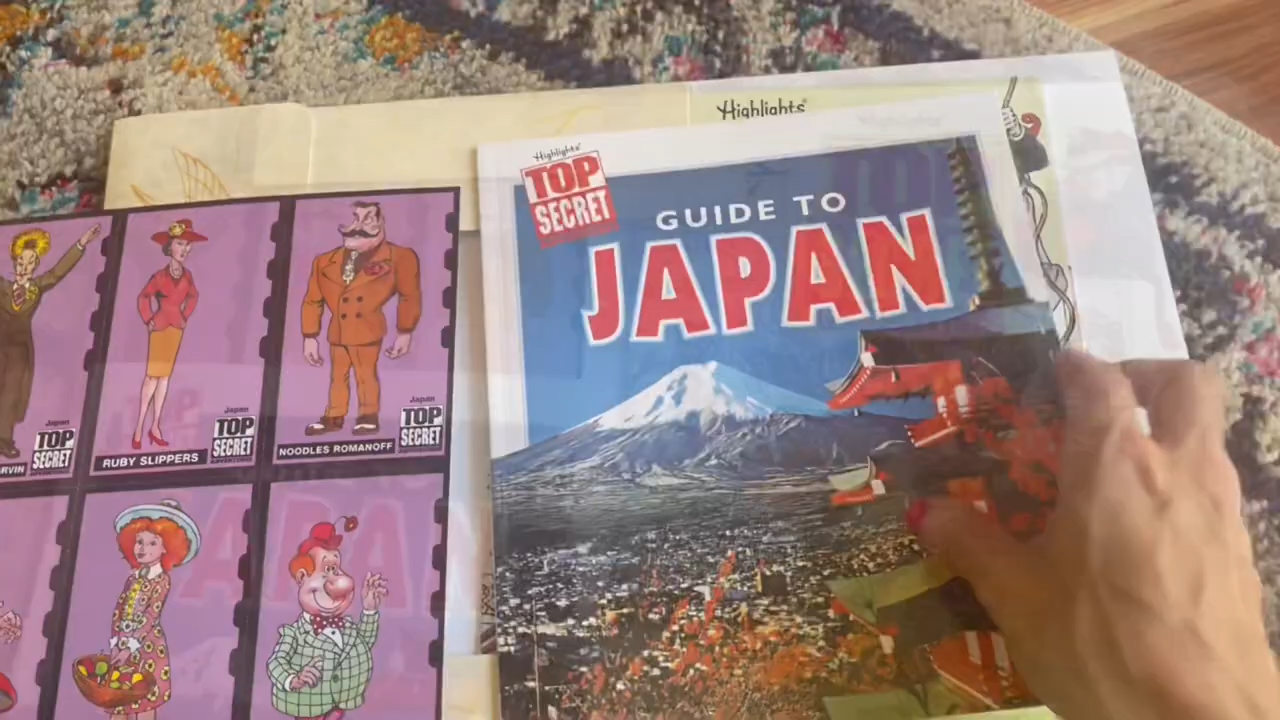 Highlights®
Highlights®
TOP
SECRET
GUIDE TO
JAPAN
Japan
TOP
SECRET
RVIN
Japan
TOP
SECRET
RUBY SLIPPERS
Japan
TOP
SECRET
NOODLES ROMANOFF